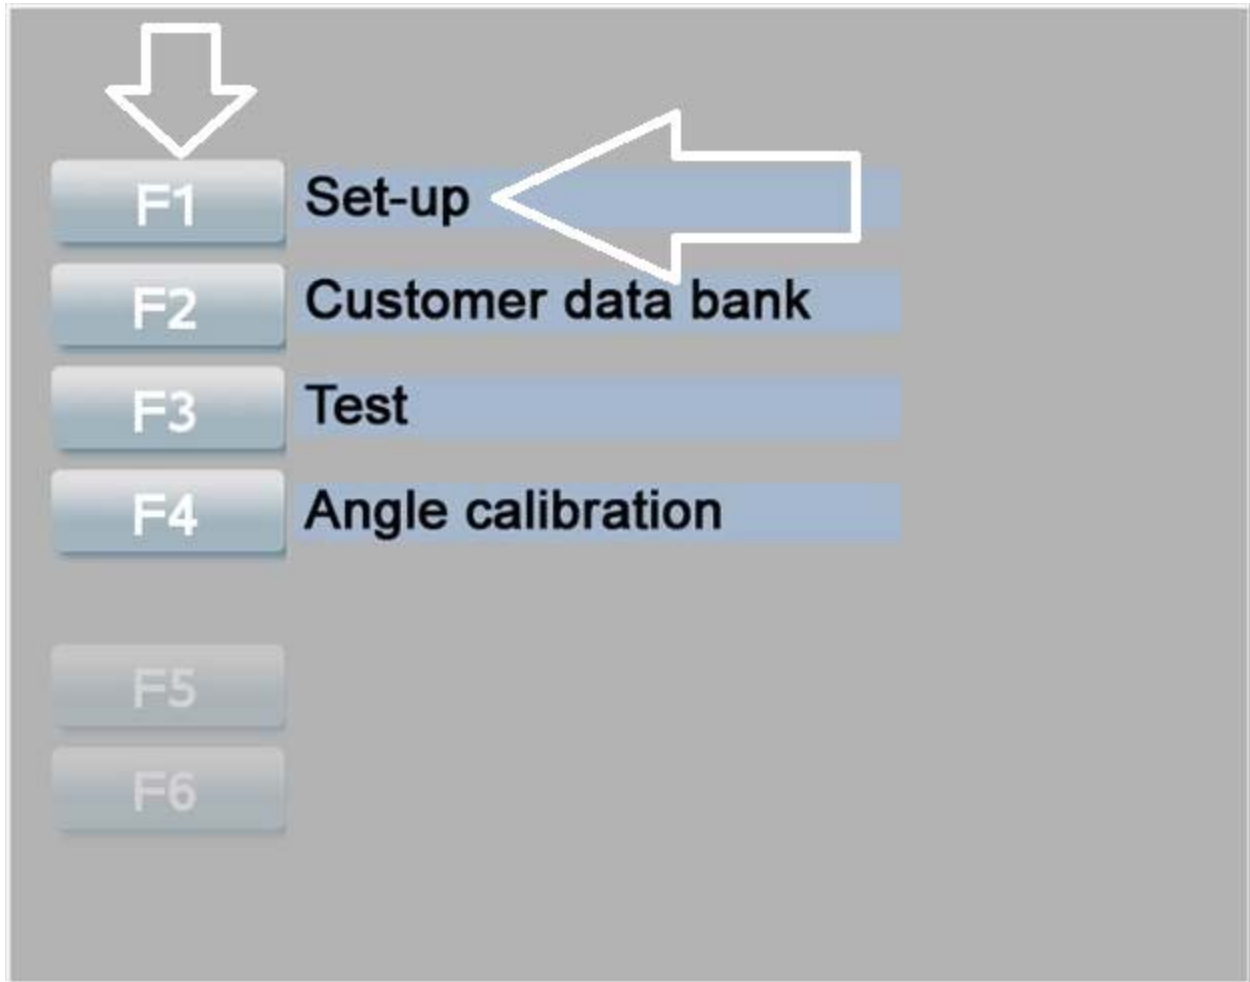 F1 Set-up
F2 Customer data bank
F3 Test
F4 Angle calibration
F5
F6